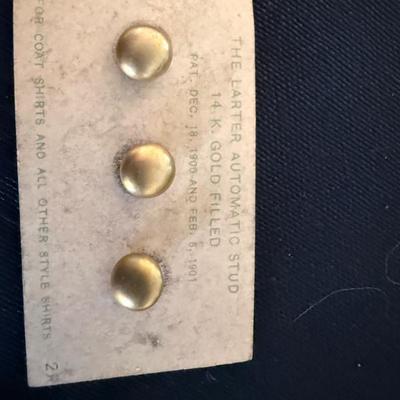 THE LARTER AUTOMATIC STUD
14. K. GOLD FILLED
PAT. DEC. 18, 1900 AND FEB. 5, 1901
FOR COAT SHIRTS AND ALL OTHER STYLE SHIRTS